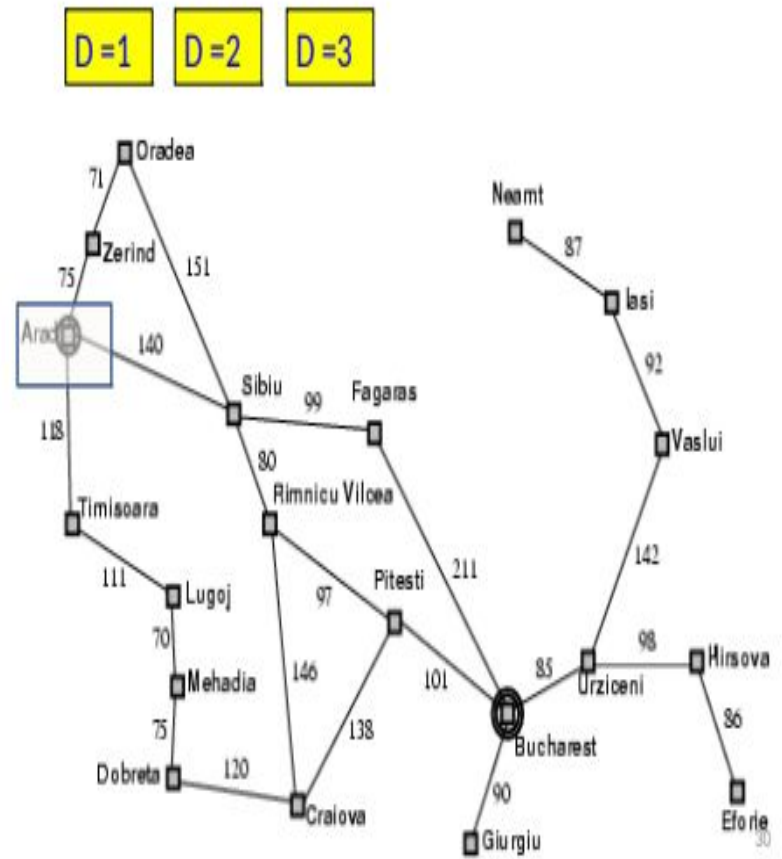 D =1 D =2 D =3
Oradea
71
Neamt
Zerind
87
75
151
Iasi
Arad
140
92
Sibiu
Fagaras
99
118
Vaslui
80
Timisoara
Rimnicu Vilcea
142
111
211
Lugoj
97
Pitesti
70
98
146
85
Hirsova
Mehadia
101
Urziceni
75
138
86
Bucharest
Dobreta
120
90
Craiova
Eforie
Giurgiu
30